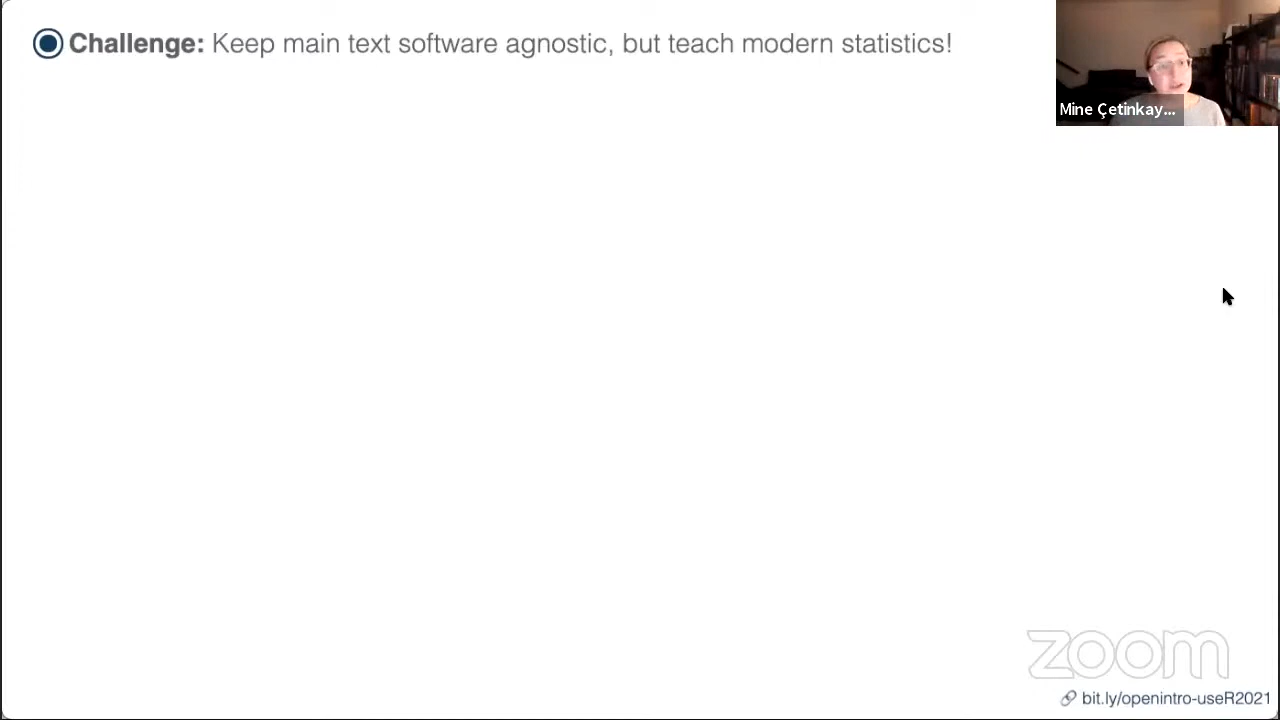 Challenge: Keep main text software agnostic, but teach modern statistics!
Mine Çetinkay...
zoom
bit.ly/openintro-useR2021